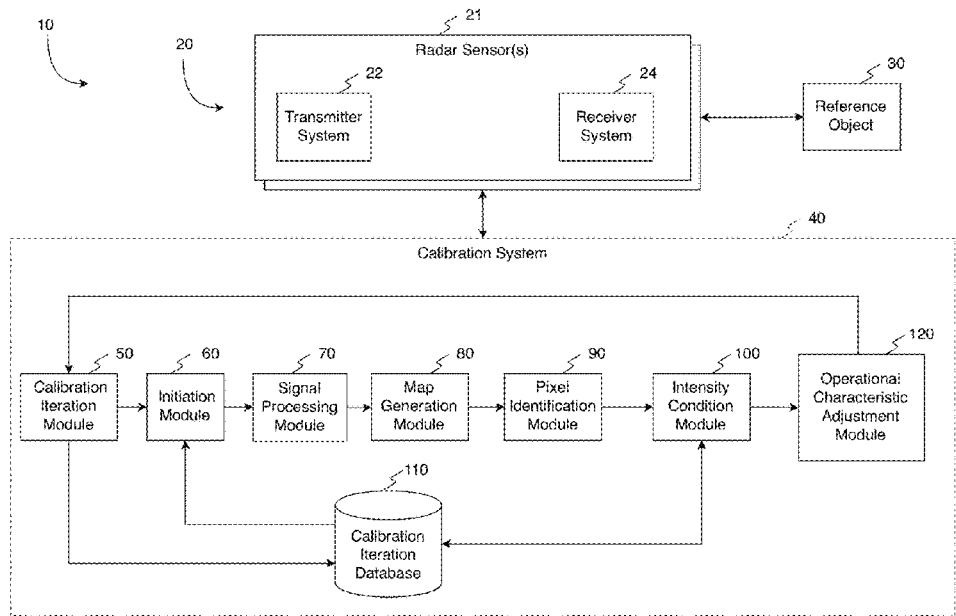 10
20
21
Radar Sensor(s)
22
Transmitter
System
24
Receiver
System
30
Reference
Object
40
Calibration System
50
Calibration
Iteration
Module
60
Initiation
Module
70
Signal
Processing
Module
80
Map
Generation
Module
90
Pixel
Identification
Module
100
Intensity
Condition
Module
120
Operational
Characteristic
Adjustment
Module
110
Calibration
Iteration
Database